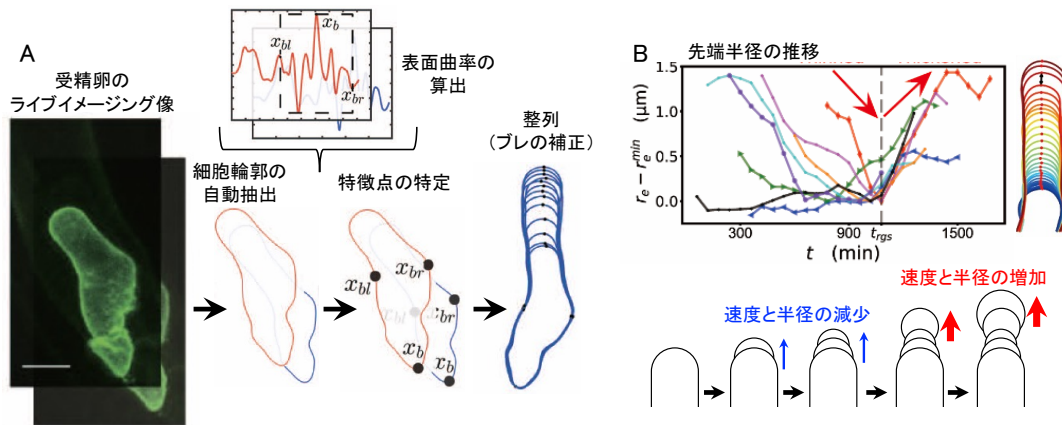 A
受精卵の
ライブイメージング像
x_b
x_bl
x_br
表面曲率の
算出
細胞輪郭の
自動抽出
特徴点の特定
整列
(ブレの補正)
x_bl
x_br
x_bl
x_br
x_b
x_b
B
先端半径の推移
r_e − r_e^min (μm)
1.5
1.0
0.5
0.0
300
900
t_rgs
1500
t (min)
速度と半径の減少
速度と半径の増加